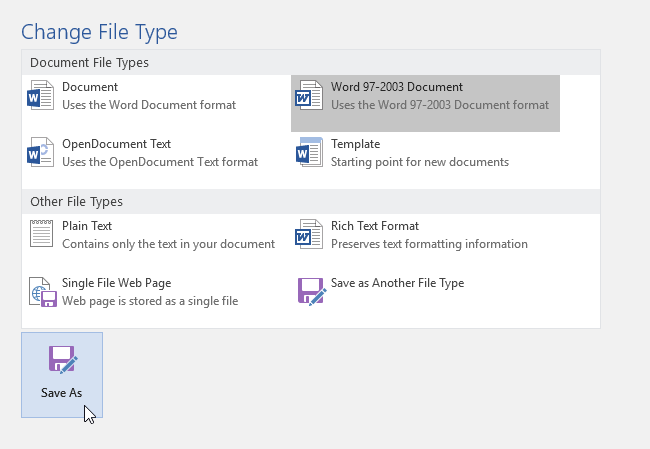 Change File Type
Document File Types
Document
Uses the Word Document format
Word 97-2003 Document
Uses the Word 97-2003 Document format
OpenDocument Text
Uses the OpenDocument Text format
Template
Starting point for new documents
Other File Types
Plain Text
Contains only the text in your document
Rich Text Format
Preserves text formatting information
Single File Web Page
Web page is stored as a single file
Save as Another File Type
Save As